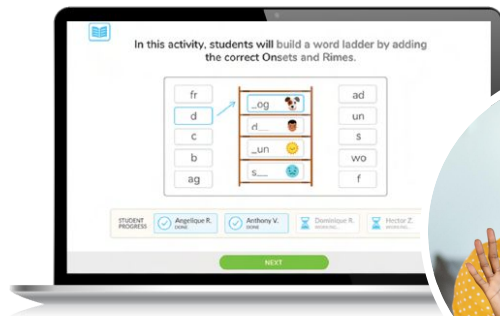 In this activity, students will build a word ladder by adding
the correct Onsets and Rimes.
fr
d
c
b
ag
_og
d__
_un
s__
ad
un
s
wo
f
STUDENT
PROGRESS
Angelique R.
DONE
Anthony V.
DONE
Dominique R.
WORKING...
Hector Z.
WORKING...
NEXT